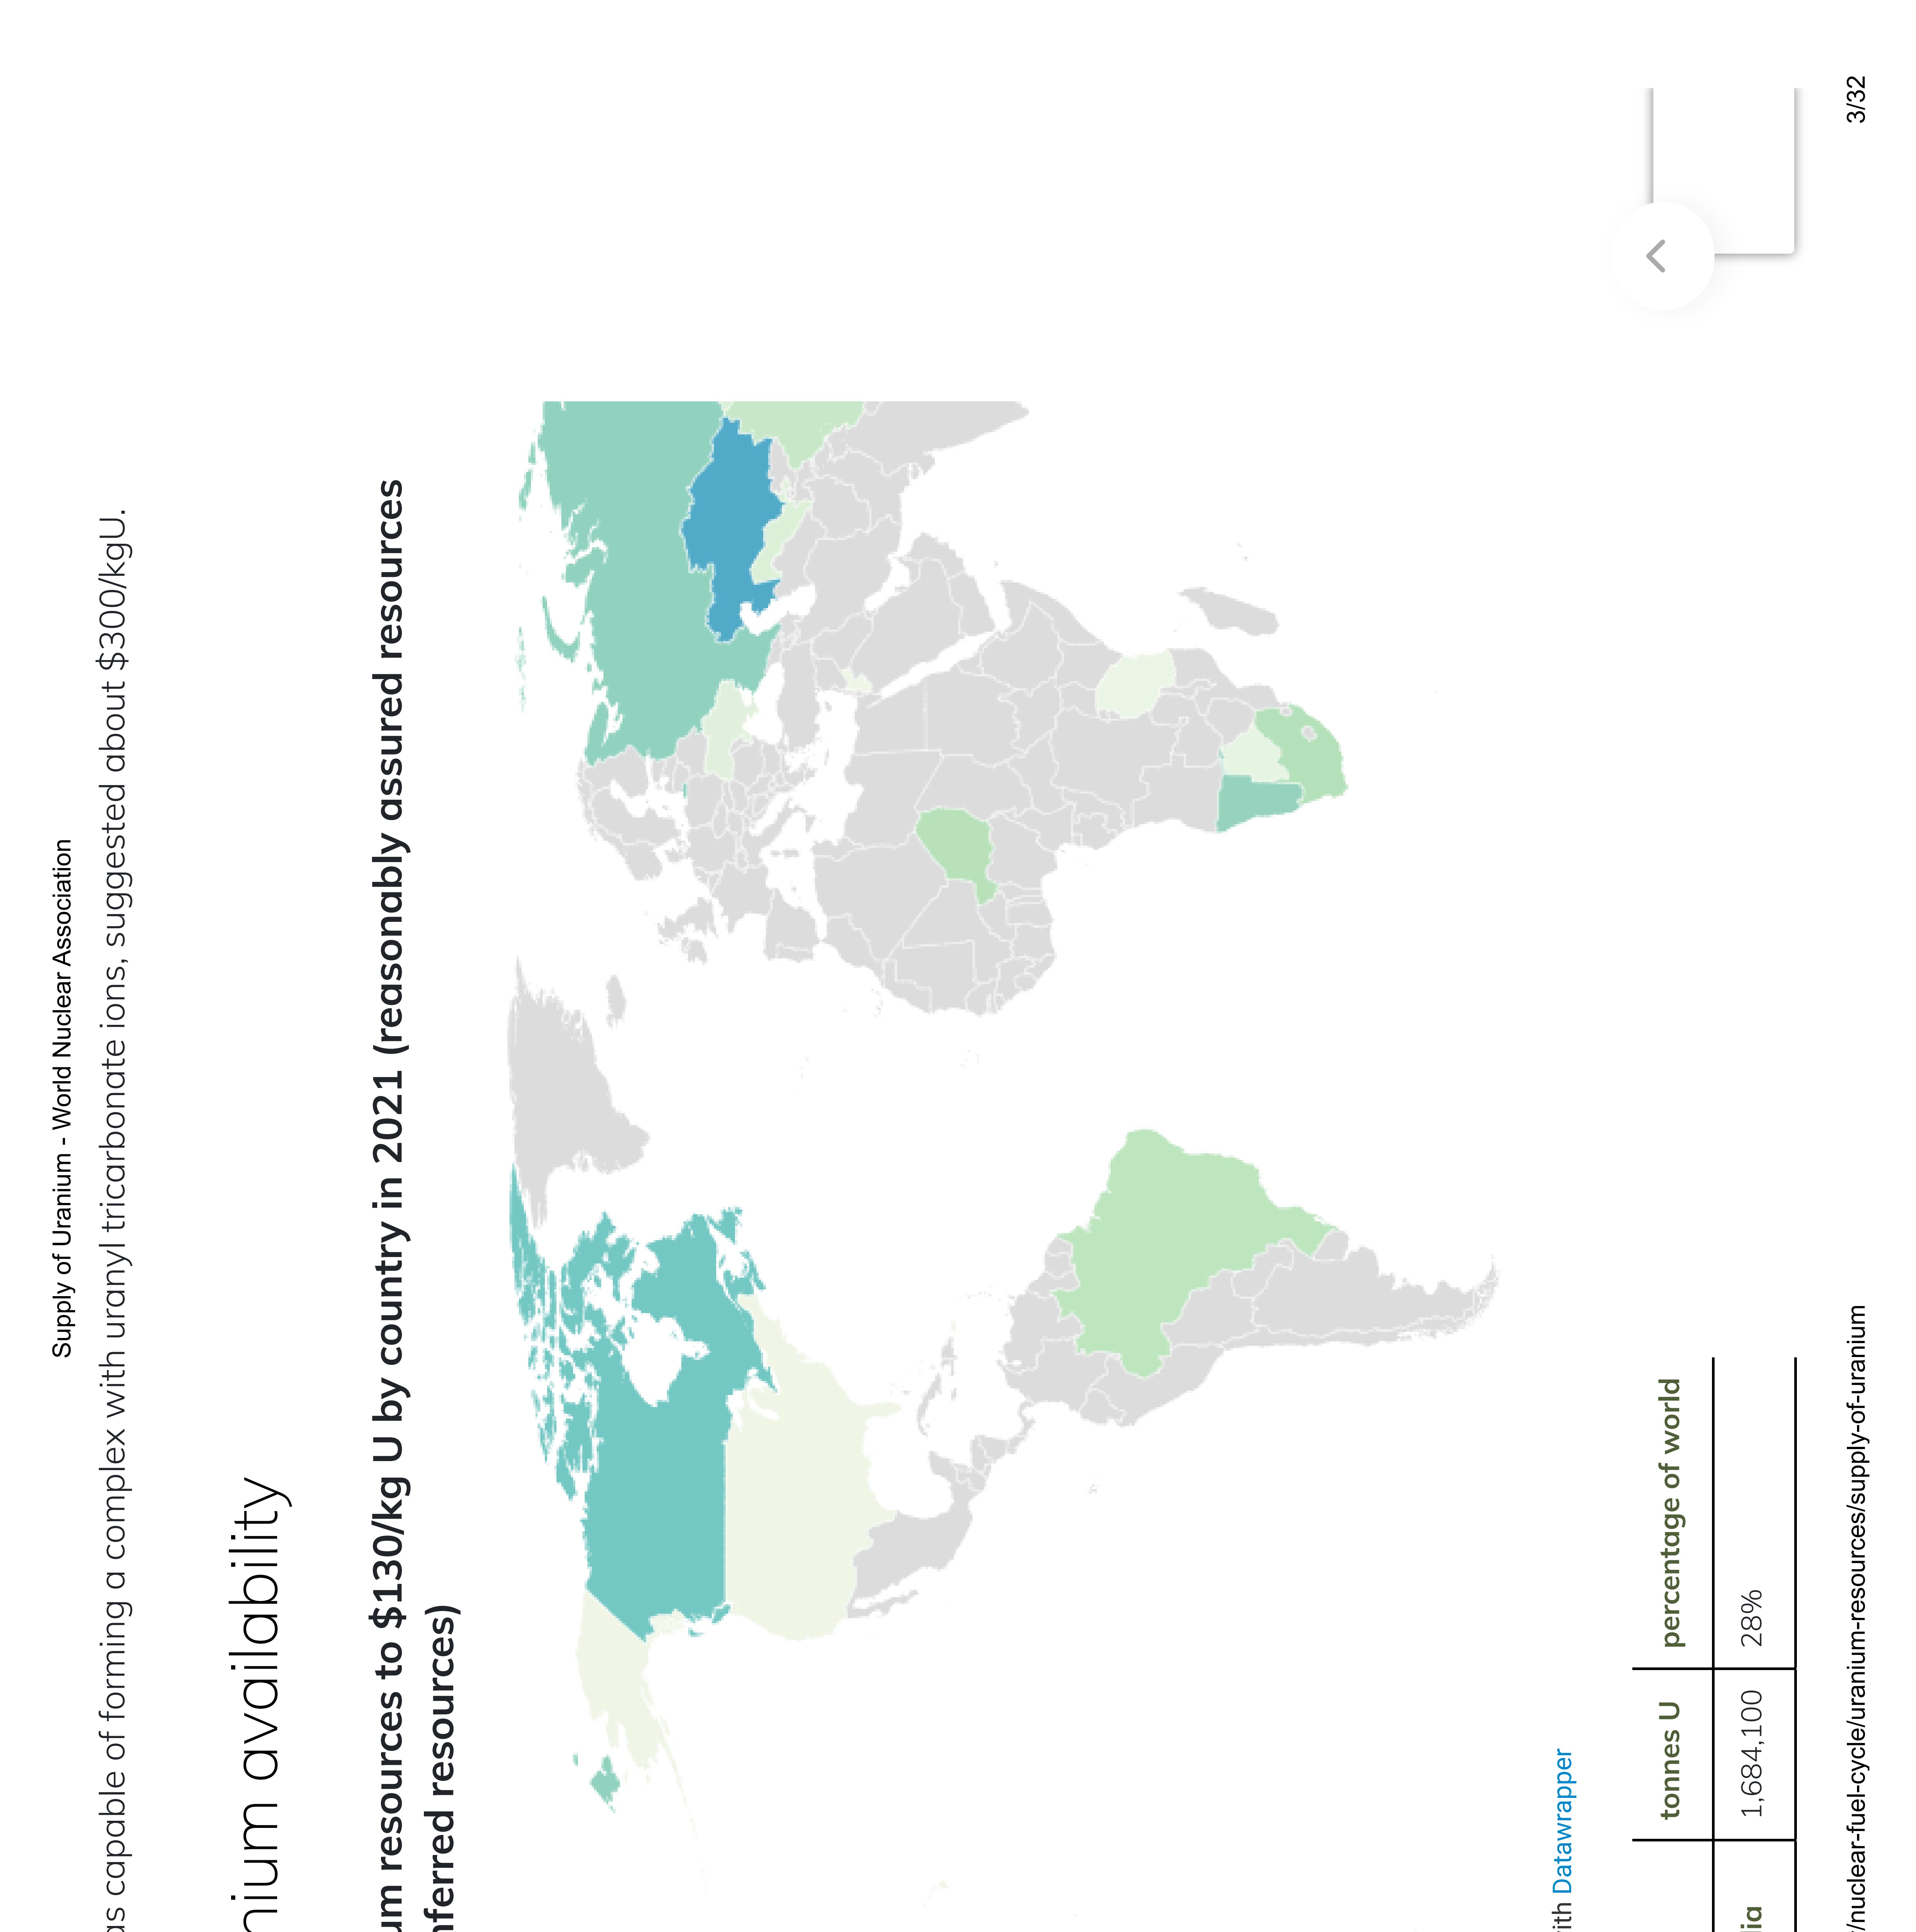 Supply of Uranium - World Nuclear Association
as capable of forming a complex with uranyl tricarbonate ions, suggested about $300/kgU.
nium availability
um resources to $130/kg U by country in 2021 (reasonably assured resources
nferred resources)
ith Datawrapper
tonnes U percentage of world
ia 1,684,100 28%
/nuclear-fuel-cycle/uranium-resources/supply-of-uranium 3/32